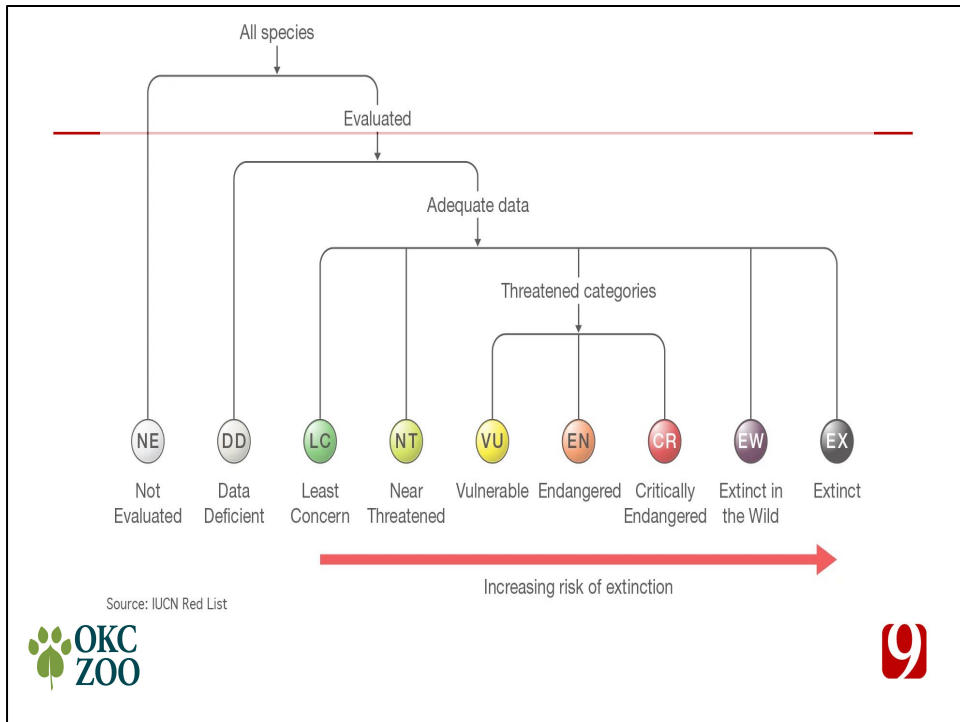 All species
Evaluated
Adequate data
Threatened categories
NE DD LC NT VU EN CR EW EX
Not Evaluated
Data Deficient
Least Concern
Near Threatened
Vulnerable
Endangered
Critically Endangered
Extinct in the Wild
Extinct
Increasing risk of extinction
Source: IUCN Red List
OKC
ZOO
9